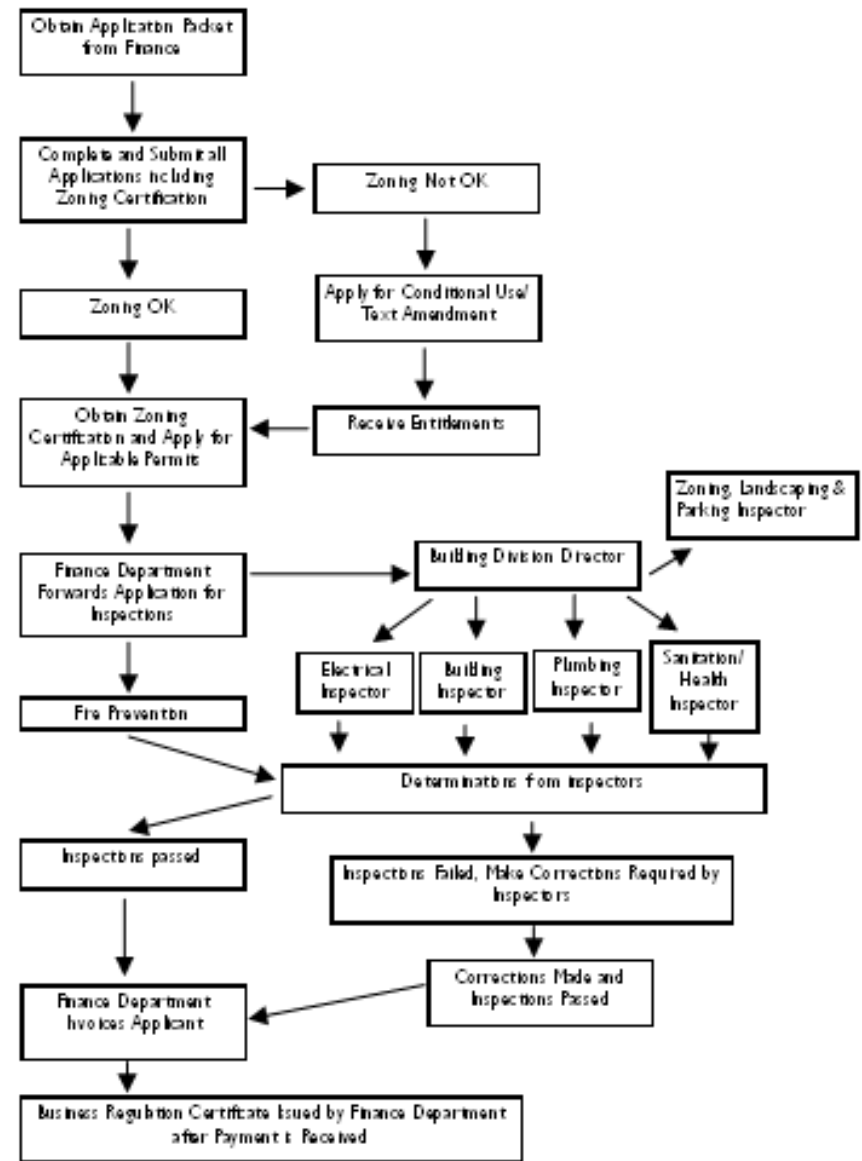 Obtain Application Packet
from Finance
Complete and Submit all
Applications including
Zoning Certification
Zoning Not OK
Zoning OK
Apply for Conditional Use/
Text Amendment
Obtain Zoning
Certification and Apply for
Applicable Permits
Receive Entitlements
Zoning, Landscaping &
Parking Inspector
Finance Department
Forwards Application for
Inspections
Building Division Director
Electrical
Inspector
Building
Inspector
Plumbing
Inspector
Sanitation/
Health
Inspector
Fire Prevention
Determinations from inspectors
Inspections passed
Inspections Failed, Make Corrections Required by
Inspectors
Corrections Made and
Inspections Passed
Finance Department
Invoices Applicant
Business Regulation Certificate Issued by Finance Department
after Payment is Received